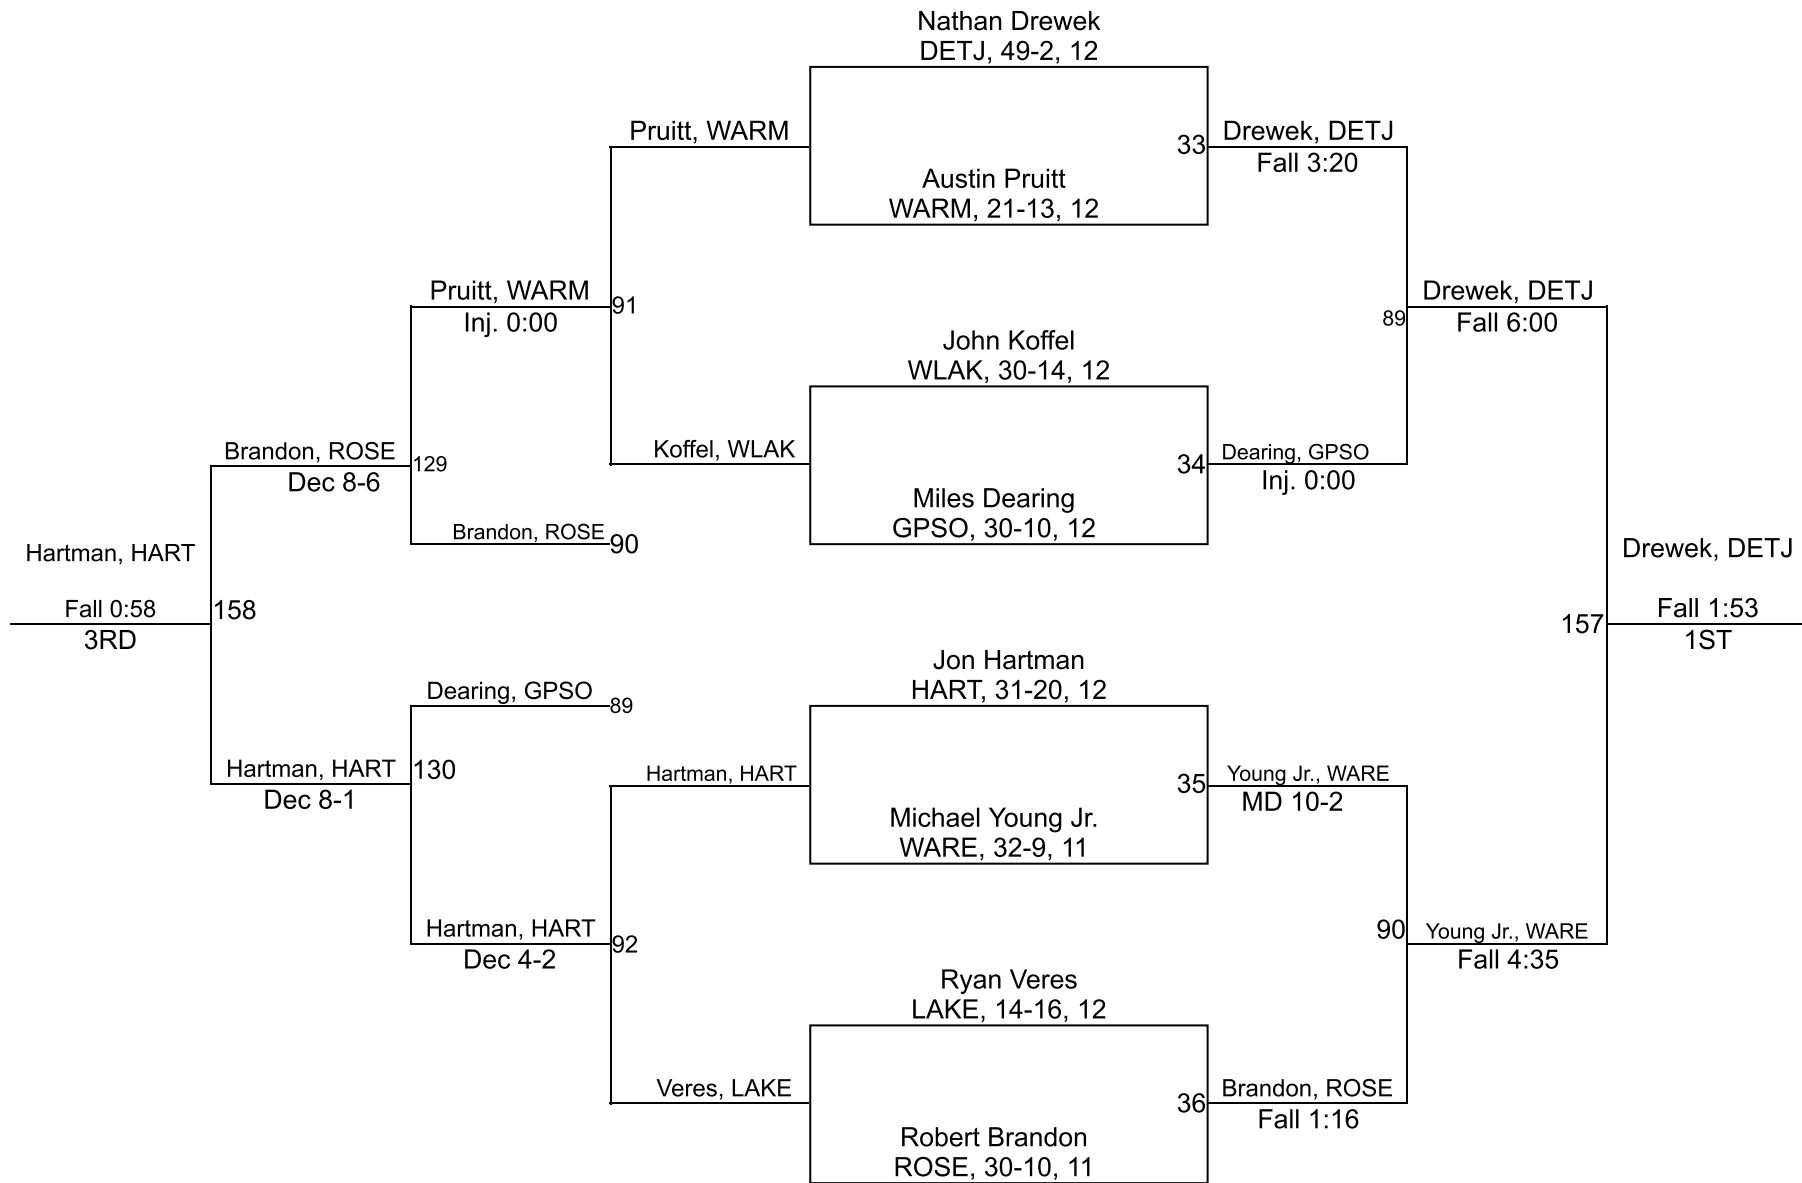 Nathan Drewek
DETJ, 49-2, 12
Pruitt, WARM
33
Drewek, DETJ
Fall 3:20
Austin Pruitt
WARM, 21-13, 12
Pruitt, WARM
Inj. 0:00
91
89
Drewek, DETJ
Fall 6:00
John Koffel
WLAK, 30-14, 12
Brandon, ROSE
Dec 8-6
129
Koffel, WLAK
34
Dearing, GPSO
Inj. 0:00
Miles Dearing
GPSO, 30-10, 12
Brandon, ROSE
90
Hartman, HART
Fall 0:58
3RD
158
157
Drewek, DETJ
Fall 1:53
1ST
Jon Hartman
HART, 31-20, 12
Dearing, GPSO
89
Hartman, HART
Dec 8-1
130
Hartman, HART
35
Young Jr., WARE
MD 10-2
Michael Young Jr.
WARE, 32-9, 11
Hartman, HART
Dec 4-2
92
90
Young Jr., WARE
Fall 4:35
Ryan Veres
LAKE, 14-16, 12
Veres, LAKE
36
Brandon, ROSE
Fall 1:16
Robert Brandon
ROSE, 30-10, 11